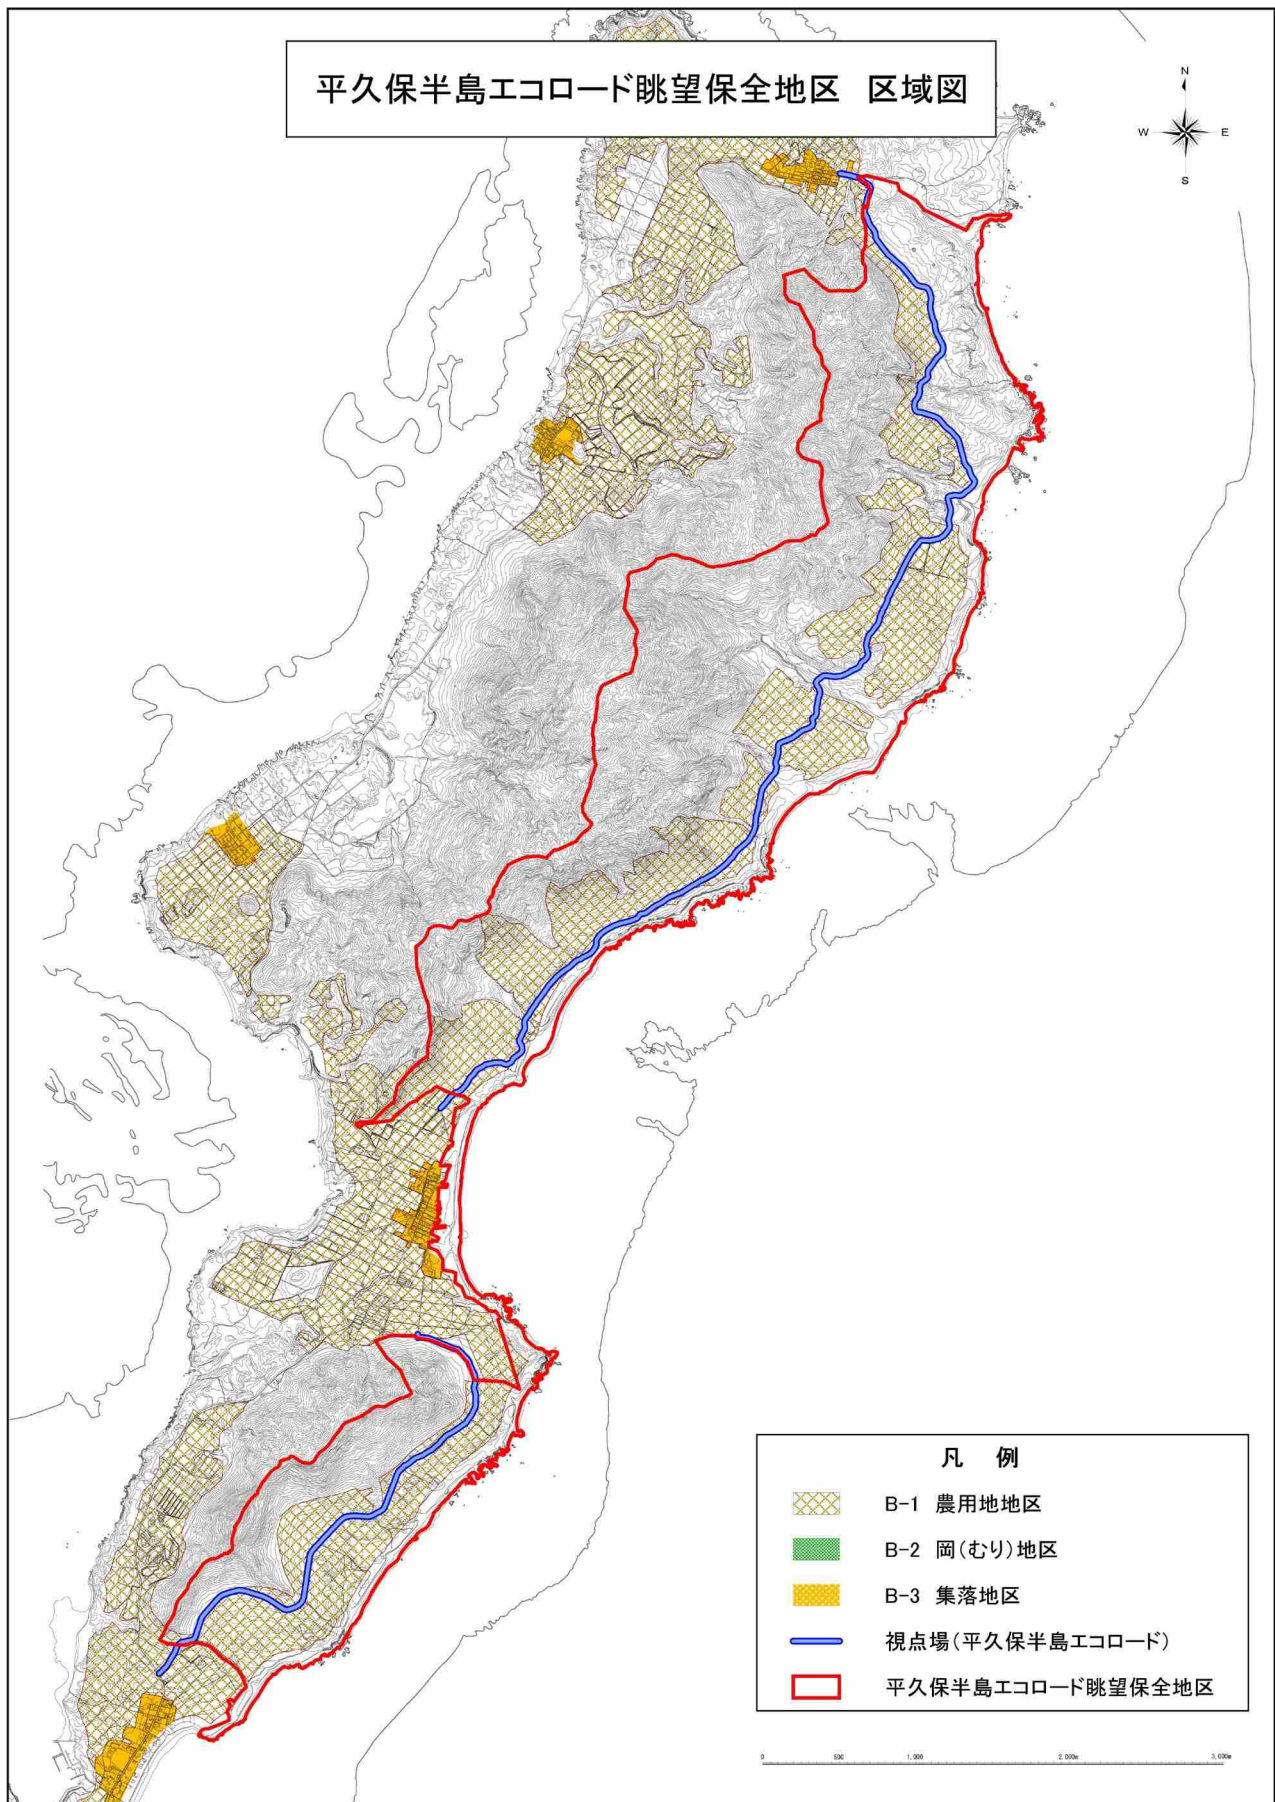 平久保半島エコロード眺望保全地区 区域図
N
W E
S
凡 例
B-1 農用地地区
B-2 岡(むり)地区
B-3 集落地区
視点場(平久保半島エコロード)
平久保半島エコロード眺望保全地区
0 500 1,000 2,000m 3,000m